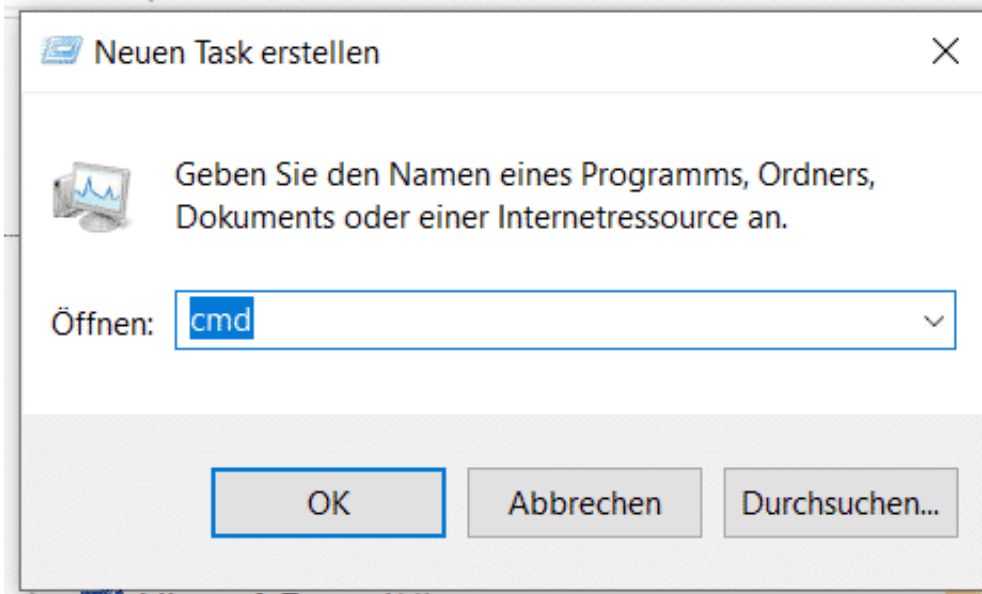 Neuen Task erstellen
Geben Sie den Namen eines Programms, Ordners,
Dokuments oder einer Internetressource an.
Öffnen: cmd
OK Abbrechen Durchsuchen...